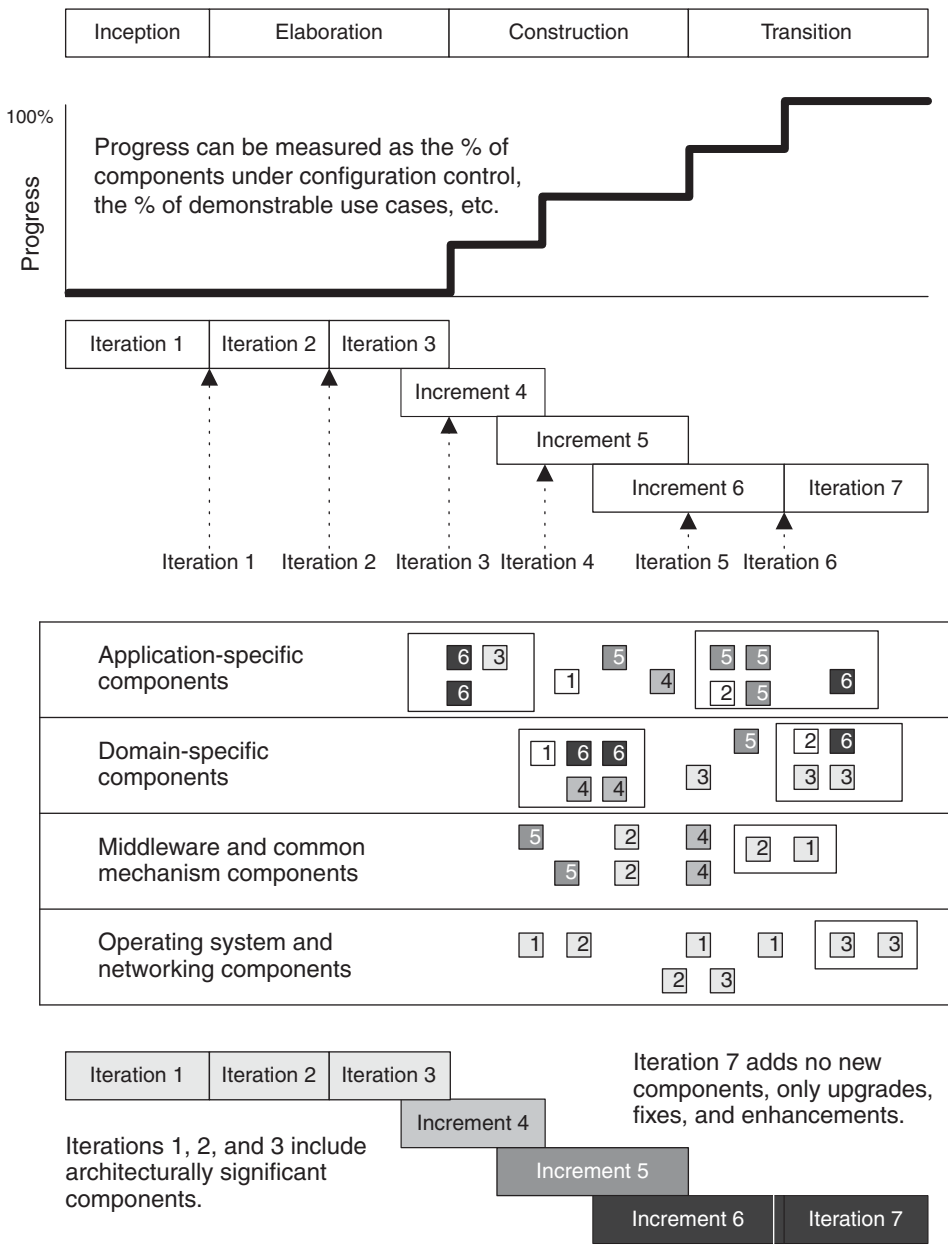 Inception Elaboration Construction Transition
100%
Progress
Progress can be measured as the % of
components under configuration control,
the % of demonstrable use cases, etc.
Iteration 1 Iteration 2 Iteration 3
Increment 4
Increment 5
Increment 6 Iteration 7
Iteration 1 Iteration 2 Iteration 3 Iteration 4 Iteration 5 Iteration 6
Application-specific
components
6 3 5 5 5
1 4
6 2 5 6
Domain-specific
components
1 6 6 5 2 6
4 4 3 3 3
Middleware and common
mechanism components
5 2 4 2 1
5 2 4
Operating system and
networking components
1 2 1 1 3 3
2 3
Iteration 1 Iteration 2 Iteration 3
Increment 4
Increment 5
Increment 6 Iteration 7
Iterations 1, 2, and 3 include
architecturally significant
components.
Iteration 7 adds no new
components, only upgrades,
fixes, and enhancements.